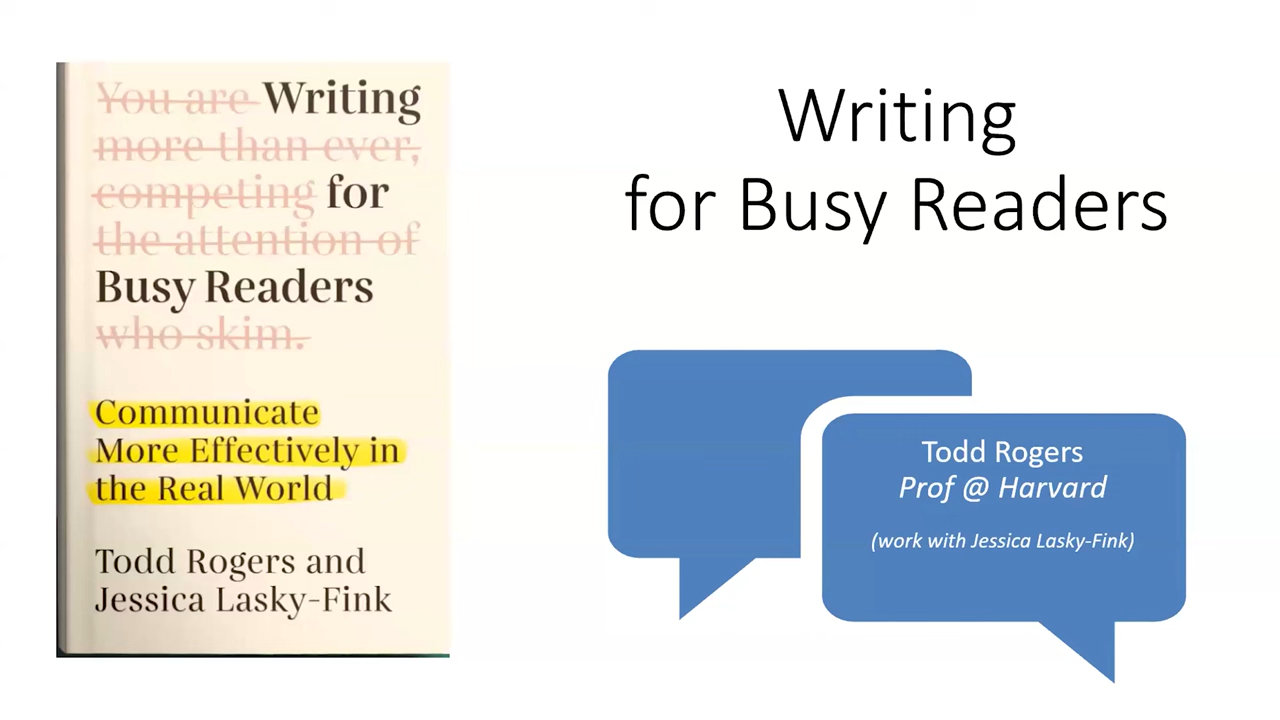 You are Writing
more than ever,
competing for
the attention of
Busy Readers
who skim.
Communicate
More Effectively in
the Real World
Todd Rogers and
Jessica Lasky-Fink
Writing
for Busy Readers
Todd Rogers
Prof @ Harvard
(work with Jessica Lasky-Fink)